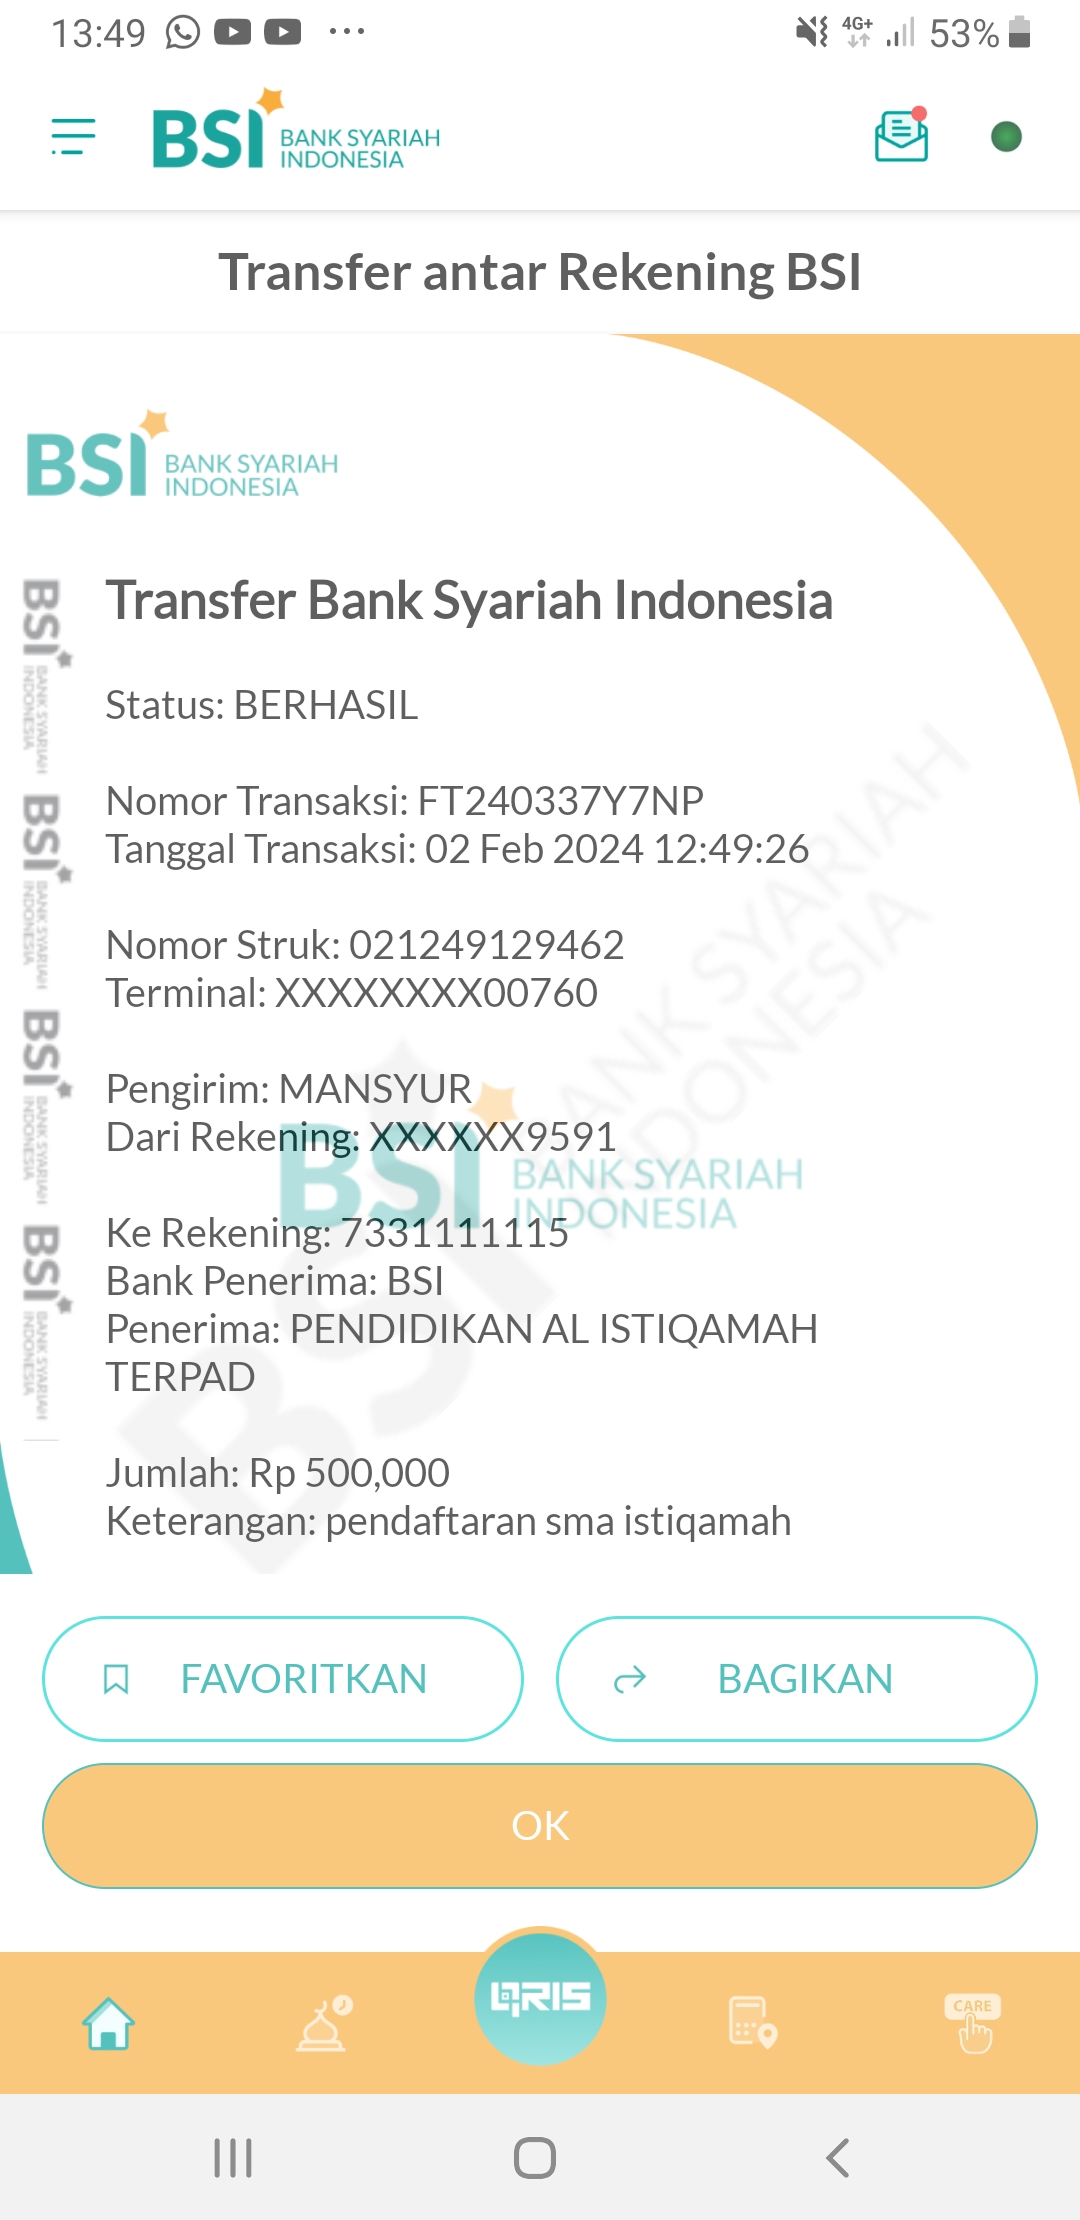 13:49 4G+ 53%
BSI BANK SYARIAH
INDONESIA
Transfer antar Rekening BSI
BSI BANK SYARIAH
INDONESIA
Transfer Bank Syariah Indonesia
Status: BERHASIL
Nomor Transaksi: FT240337Y7NP
Tanggal Transaksi: 02 Feb 2024 12:49:26
Nomor Struk: 021249129462
Terminal: XXXXXXXX00760
Pengirim: MANSYUR
Dari Rekening: XXXXXX9591
Ke Rekening: 7331111115
Bank Penerima: BSI
Penerima: PENDIDIKAN AL ISTIQAMAH
TERPAD
Jumlah: Rp 500,000
Keterangan: pendaftaran sma istiqamah
BSI BANK SYARIAH
INDONESIA
BSI BANK SYARIAH
INDONESIA
BSI BANK SYARIAH
INDONESIA
BSI BANK SYARIAH
INDONESIA
BSI BANK SYARIAH
INDONESIA
BSI BANK SYARIAH
INDONESIA
FAVORITKAN
BAGIKAN
OK
QRIS
CARE